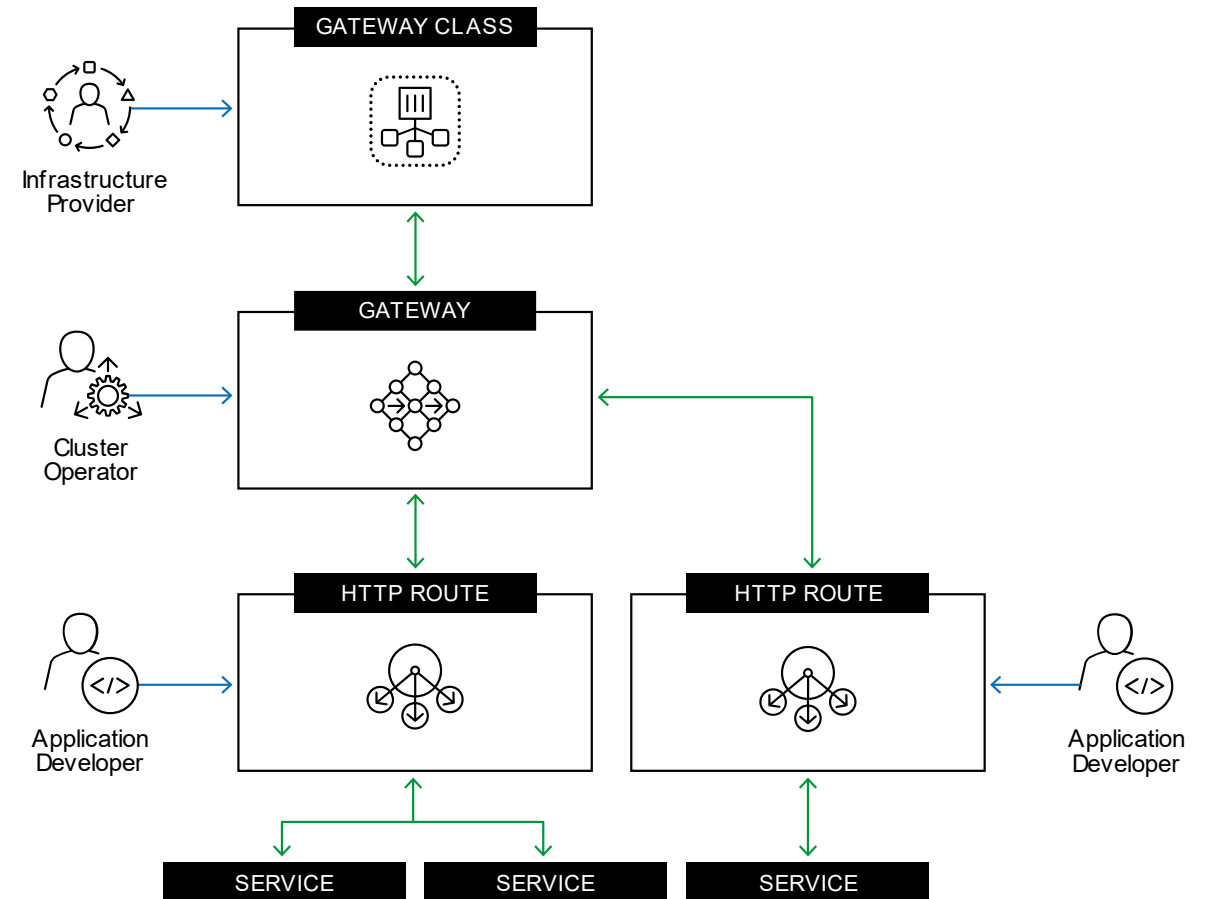 GATEWAY CLASS
Infrastructure
Provider
GATEWAY
Cluster
Operator
HTTP ROUTE
HTTP ROUTE
</>
</>
Application
Developer
Application
Developer
SERVICE
SERVICE
SERVICE